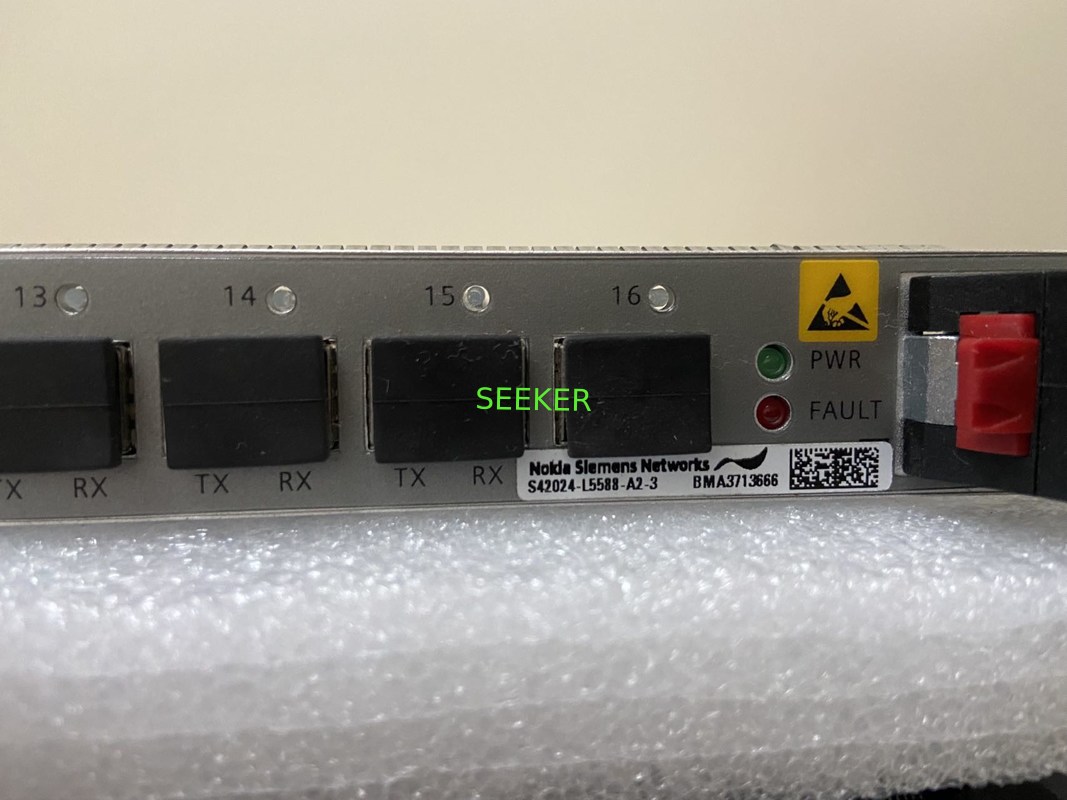 13 14 15 16
PWR
SEEKER
FAULT
TX RX TX RX TX RX
Nokia Siemens Networks
S42024-L5588-A2-3 BMA3713666